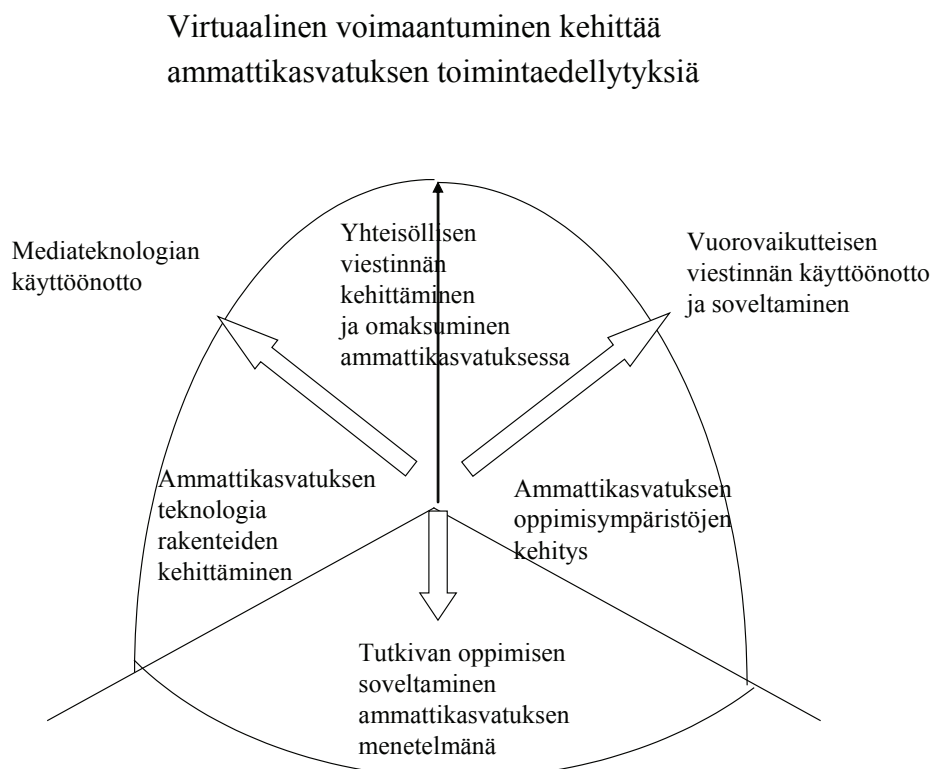 Virtuaalinen voimaantuminen kehittää
ammattikasvatuksen toimintaedellytyksiä
Mediateknologian
käyttöönotto
Yhteisöllisen
viestinnän
kehittäminen
ja omaksuminen
ammattikasvatuksessa
Vuorovaikutteisen
viestinnän käyttöönotto
ja soveltaminen
Ammattikasvatuksen
teknologia
rakenteiden
kehittäminen
Ammattikasvatuksen
oppimisympäristöjen
kehitys
Tutkivan oppimisen
soveltaminen
ammattikasvatuksen
menetelmänä